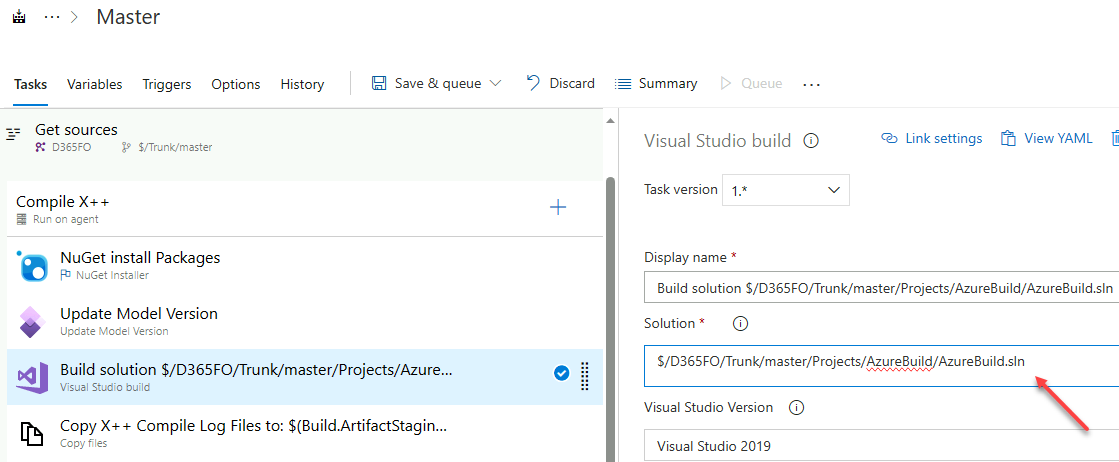 ... > Master
Tasks Variables Triggers Options History Save & queue Discard Summary Queue ...
Get sources
D365FO $/Trunk/master
Compile X++
Run on agent
NuGet install Packages
NuGet Installer
Update Model Version
Update Model Version
Build solution $/D365FO/Trunk/master/Projects/Azure...
Visual Studio build
Copy X++ Compile Log Files to: $(Build.ArtifactStagin...
Copy files
Visual Studio build Link settings View YAML
Task version 1.*
Display name *
Build solution $/D365FO/Trunk/master/Projects/AzureBuild/AzureBuild.sln
Solution *
$/D365FO/Trunk/master/Projects/AzureBuild/AzureBuild.sln
Visual Studio Version
Visual Studio 2019